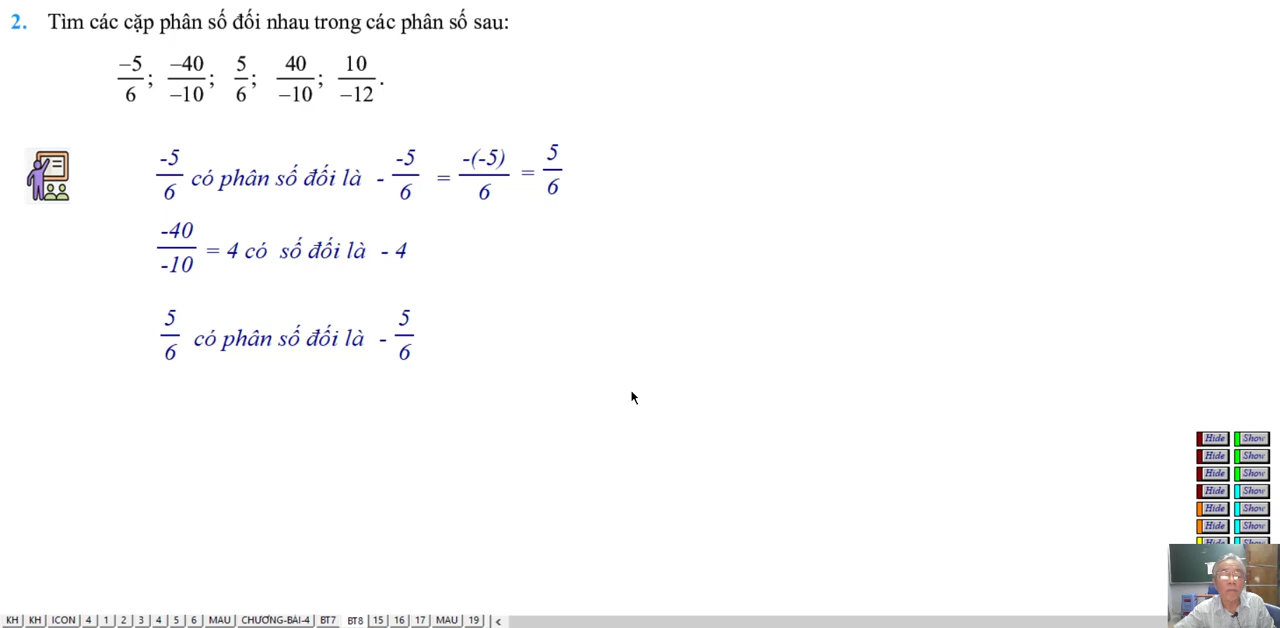 2. Tìm các cặp phân số đối nhau trong các phân số sau:
–5/6; –40/–10; 5/6; 40/–10; 10/–12.
-5/6 có phân số đối là - -5/6 = -(-5)/6 = 5/6
-40/-10 = 4 có số đối là - 4
5/6 có phân số đối là - 5/6
Hide Show
Hide Show
Hide Show
Hide Show
Hide Show
Hide Show
Hide Show
KH KH ICON 4 1 2 3 4 5 6 MAU CHƯƠNG-BÀI-4 BT7 BT8 15 16 17 MAU 19 <